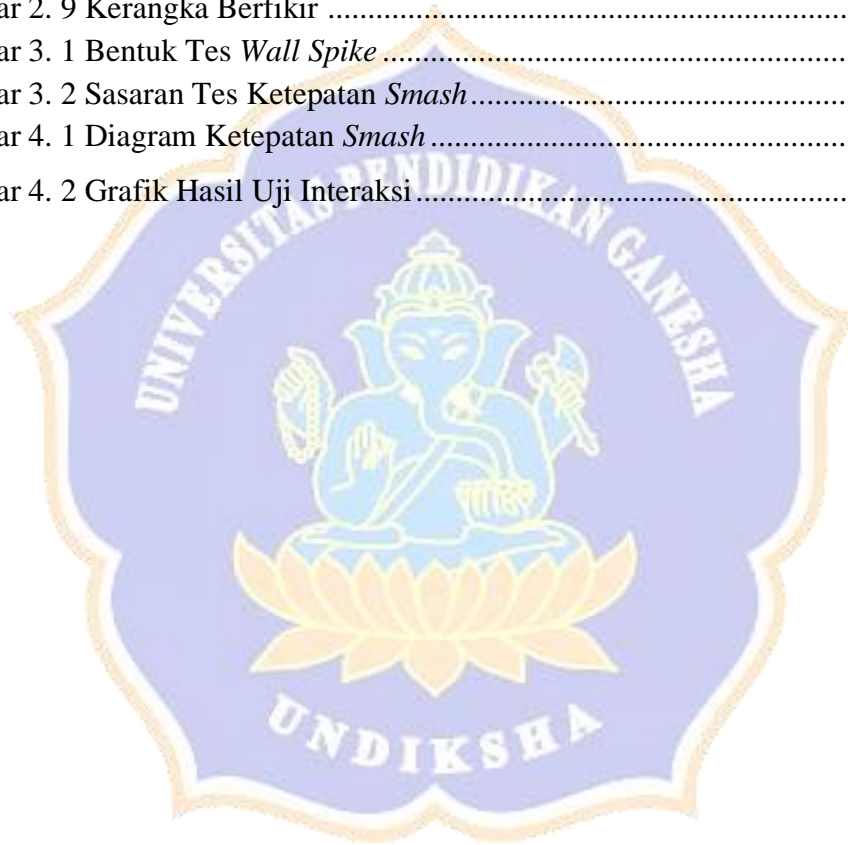 ar 2. 9 Kerangka Berfikir ................................................................
ar 3. 1 Bentuk Tes Wall Spike ................................................................
ar 3. 2 Sasaran Tes Ketepatan Smash ................................................................
ar 4. 1 Diagram Ketepatan Smash ................................................................
ar 4. 2 Grafik Hasil Uji Interaksi ................................................................
UNIVERSITAS PENDIDIKAN GANESHA
UNDIKSHA